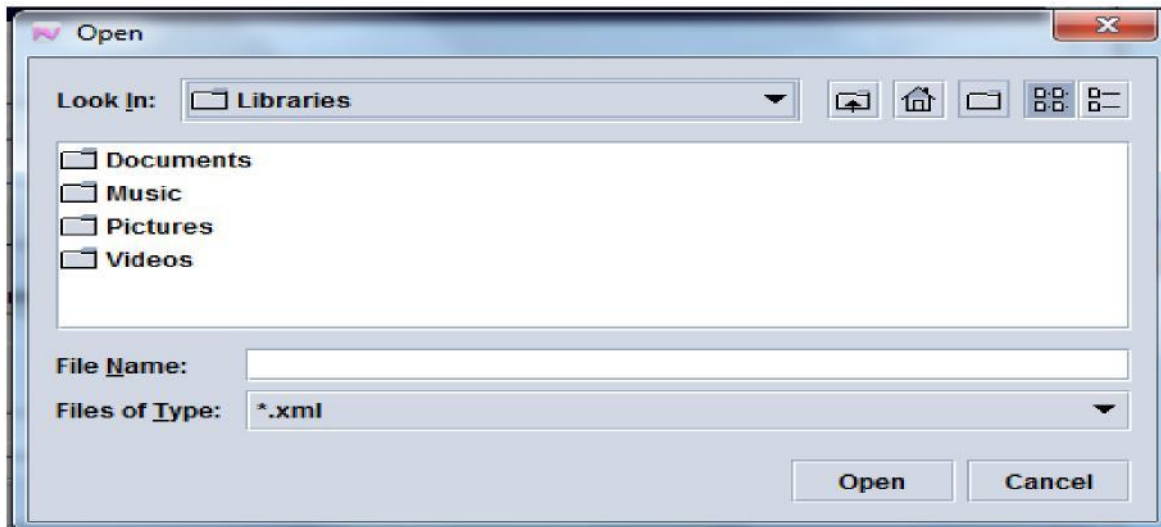 Open
Look In: Libraries
Documents
Music
Pictures
Videos
File Name:
Files of Type: *.xml
Open Cancel